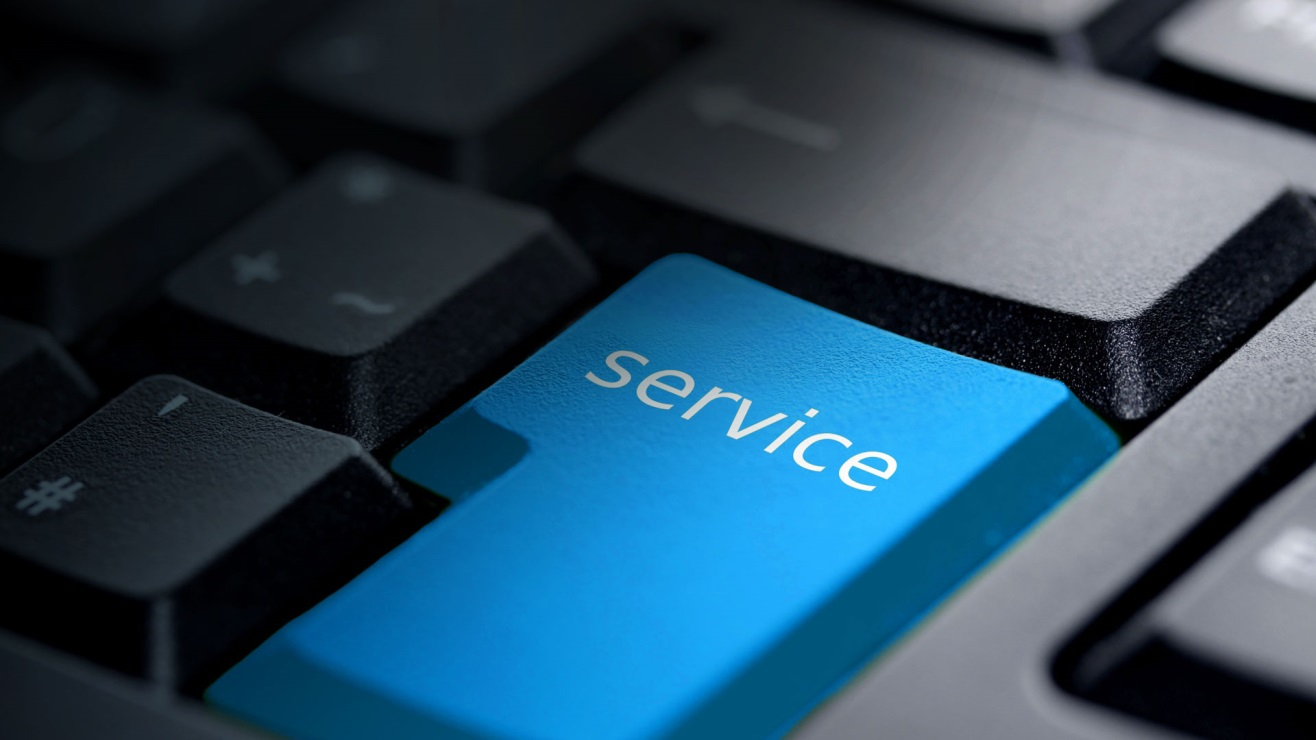 *
+ ~
service
'
#